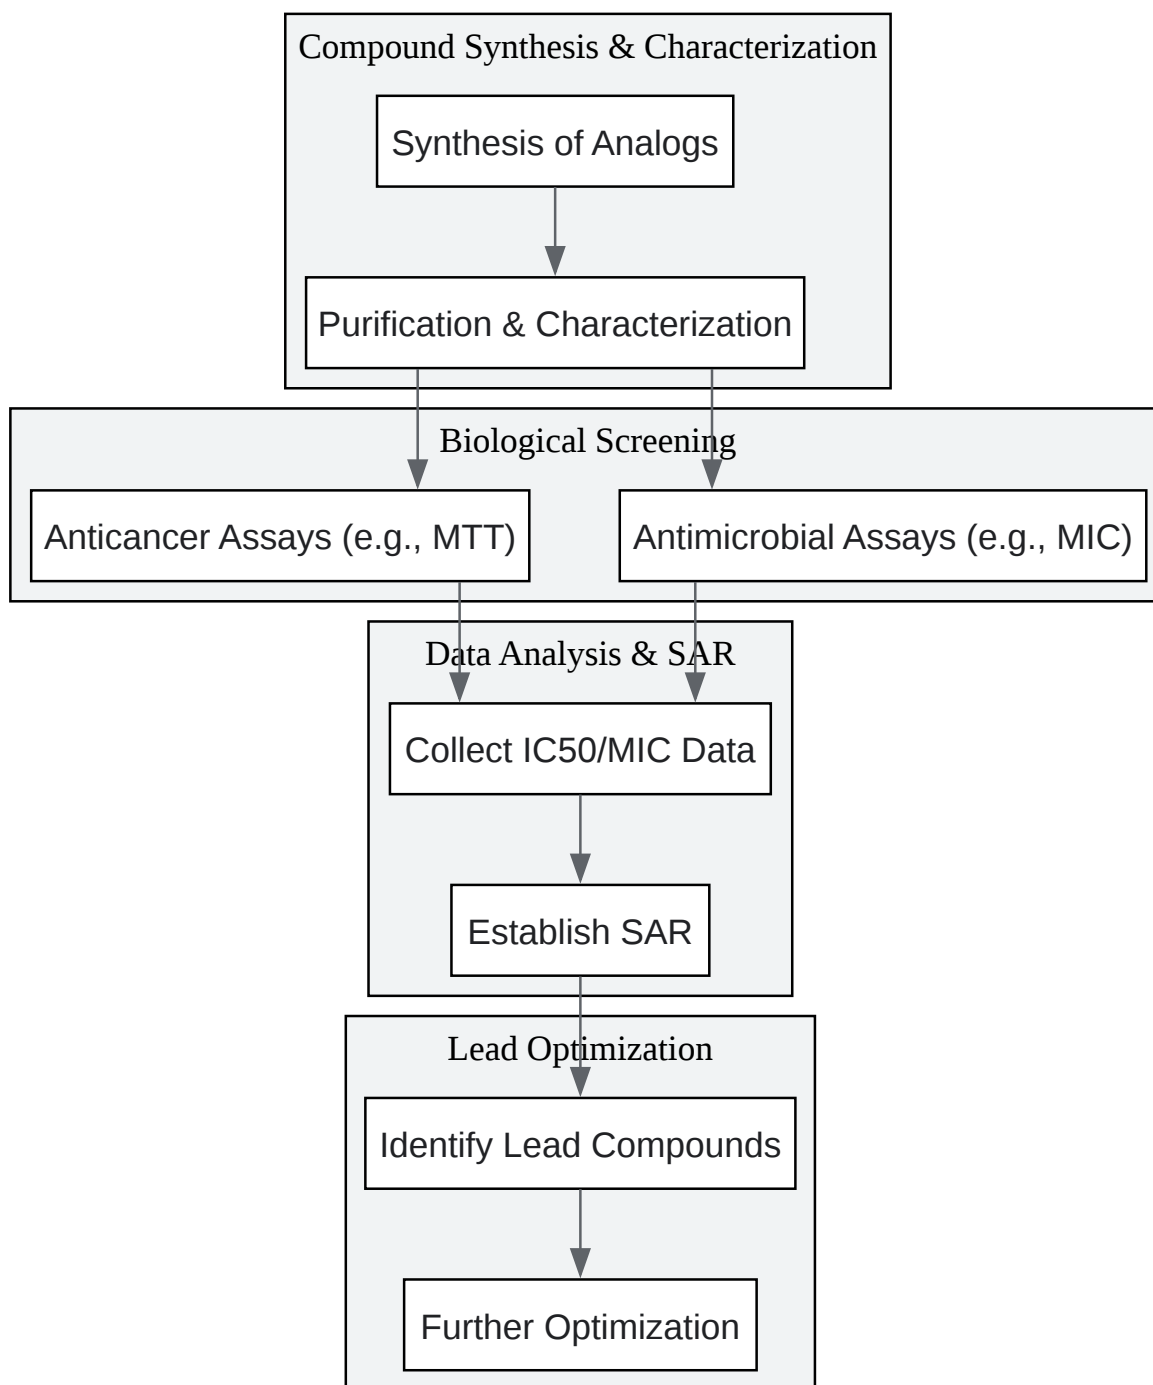 Compound Synthesis & Characterization
Synthesis of Analogs
Purification & Characterization
Biological Screening
Anticancer Assays (e.g., MTT)
Antimicrobial Assays (e.g., MIC)
Data Analysis & SAR
Collect IC50/MIC Data
Establish SAR
Lead Optimization
Identify Lead Compounds
Further Optimization